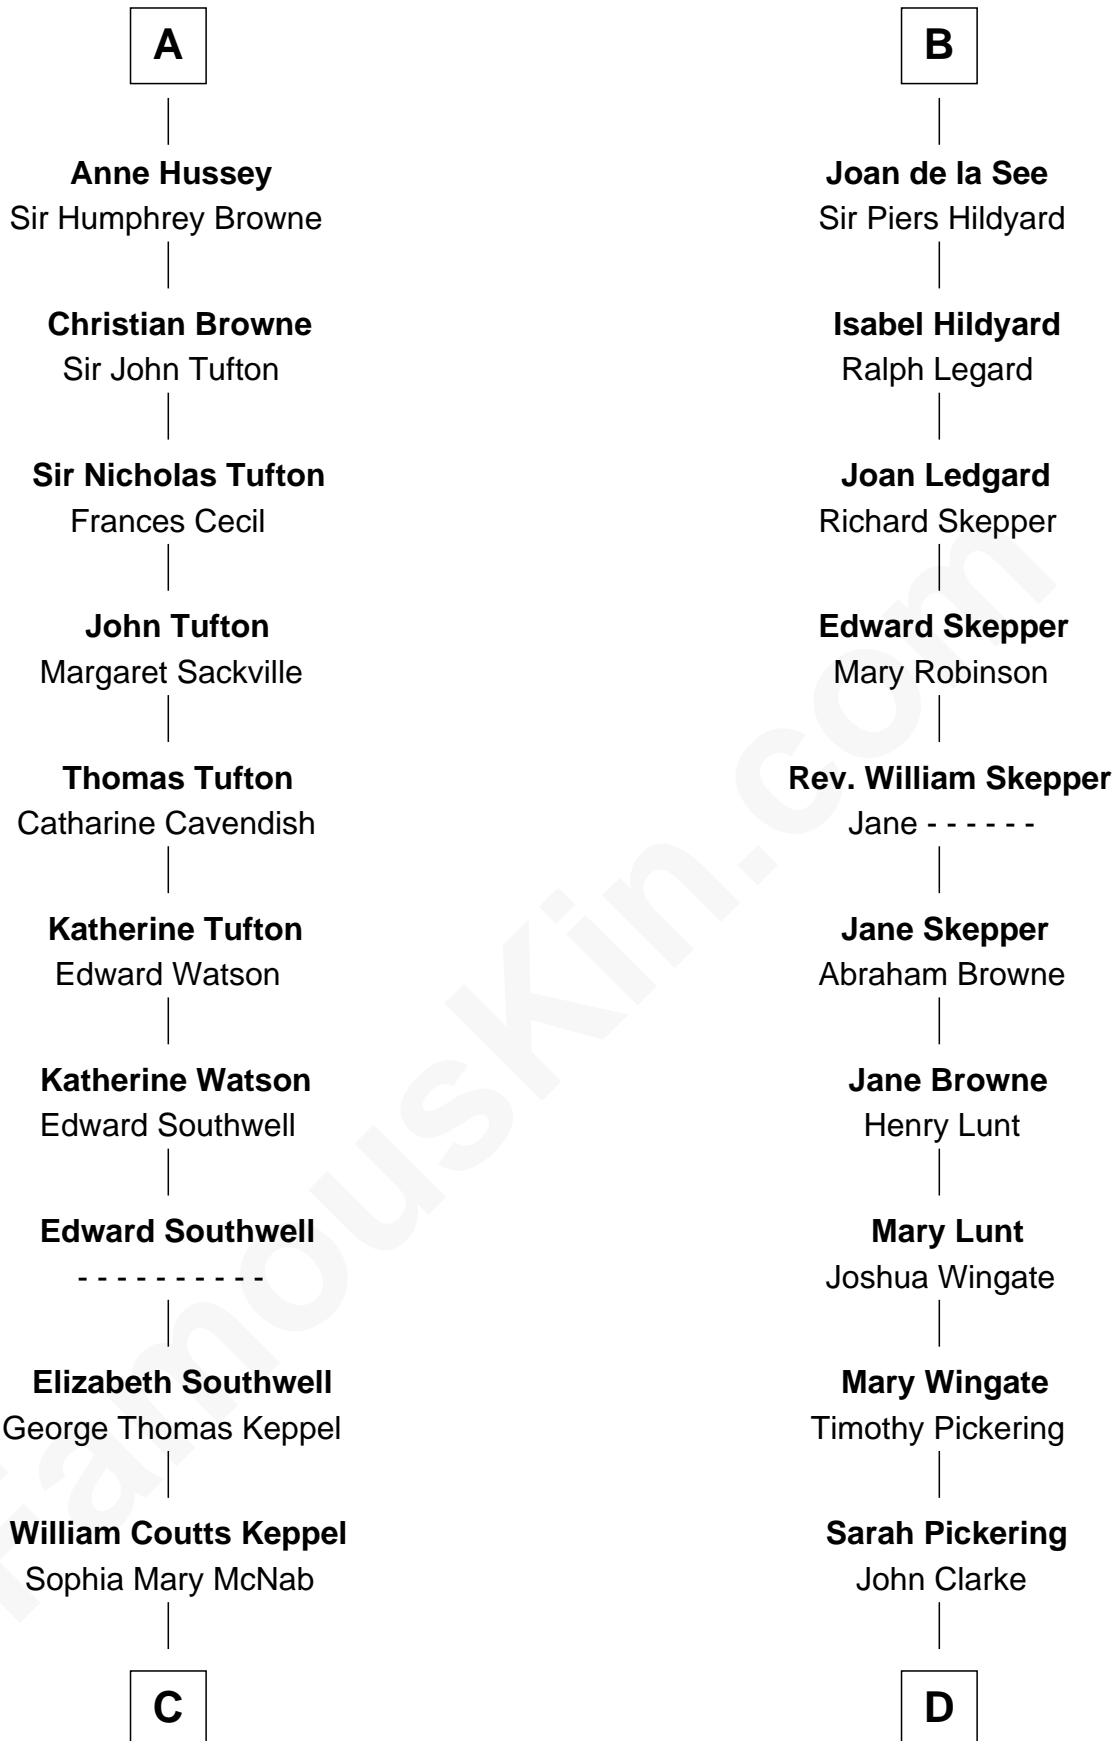 A
Anne Hussey
Sir Humphrey Browne
Christian Browne
Sir John Tufton
Sir Nicholas Tufton
Frances Cecil
John Tufton
Margaret Sackville
Thomas Tufton
Catharine Cavendish
Katherine Tufton
Edward Watson
Katherine Watson
Edward Southwell
Edward Southwell
- - - - - - - - - -
Elizabeth Southwell
George Thomas Keppel
William Coutts Keppel
Sophia Mary McNab
C
B
Joan de la See
Sir Piers Hildyard
Isabel Hildyard
Ralph Legard
Joan Ledgard
Richard Skepper
Edward Skepper
Mary Robinson
Rev. William Skepper
Jane - - - - - -
Jane Skepper
Abraham Browne
Jane Browne
Henry Lunt
Mary Lunt
Joshua Wingate
Mary Wingate
Timothy Pickering
Sarah Pickering
John Clarke
D
FamousKin.com